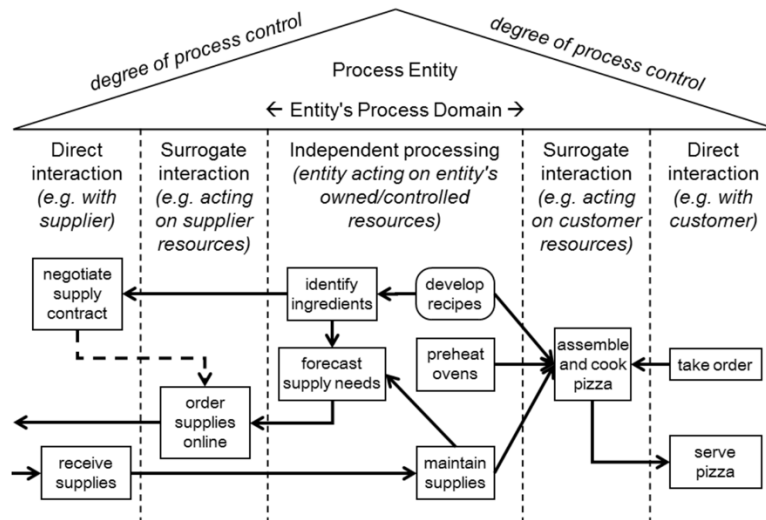 degree of process control
degree of process control
Process Entity
← Entity's Process Domain →
Direct
interaction
(e.g. with
supplier)
Surrogate
interaction
(e.g. acting
on supplier
resources)
Independent processing
(entity acting on entity's
owned/controlled
resources)
Surrogate
interaction
(e.g. acting
on customer
resources)
Direct
interaction
(e.g. with
customer)
negotiate
supply
contract
identify
ingredients
develop
recipes
forecast
supply needs
preheat
ovens
assemble
and cook
pizza
take order
order
supplies
online
receive
supplies
maintain
supplies
serve
pizza